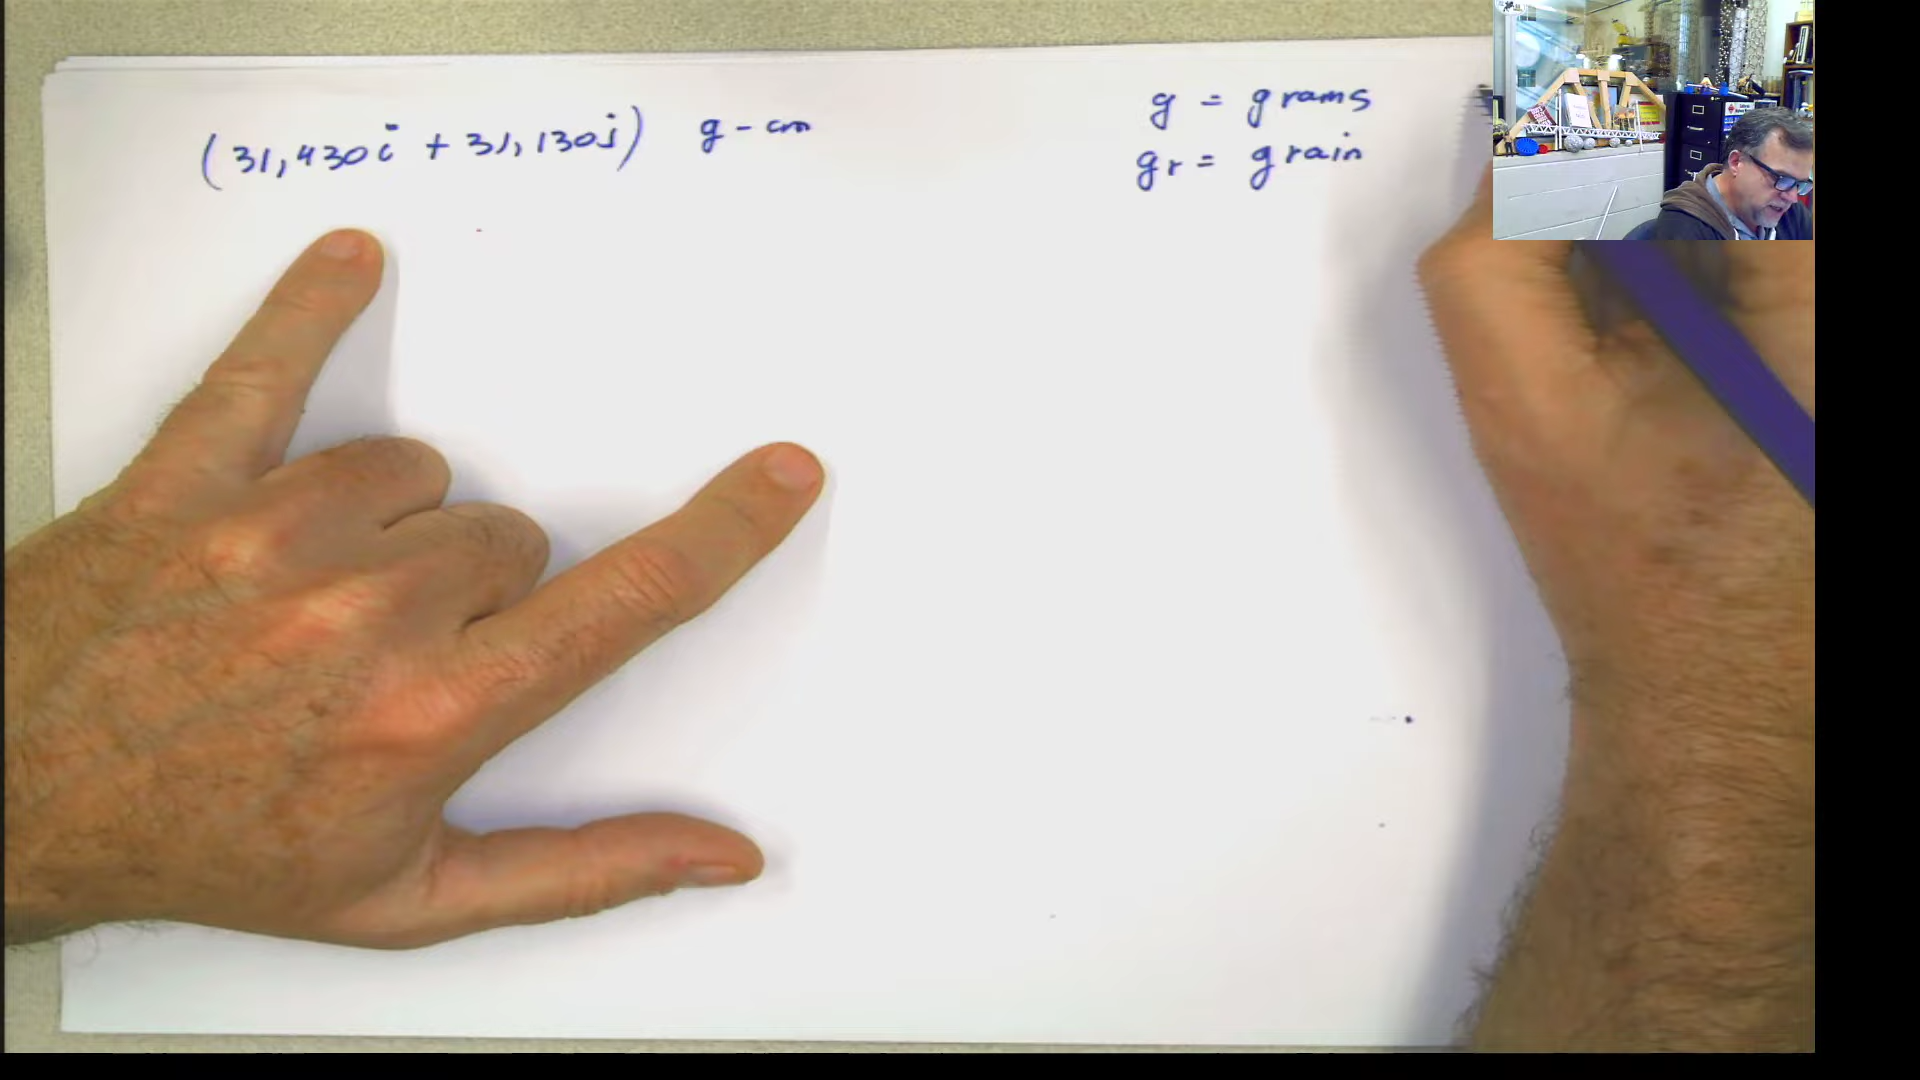 (31,430i + 31,130j) g-cm
g = grams
gr = grain